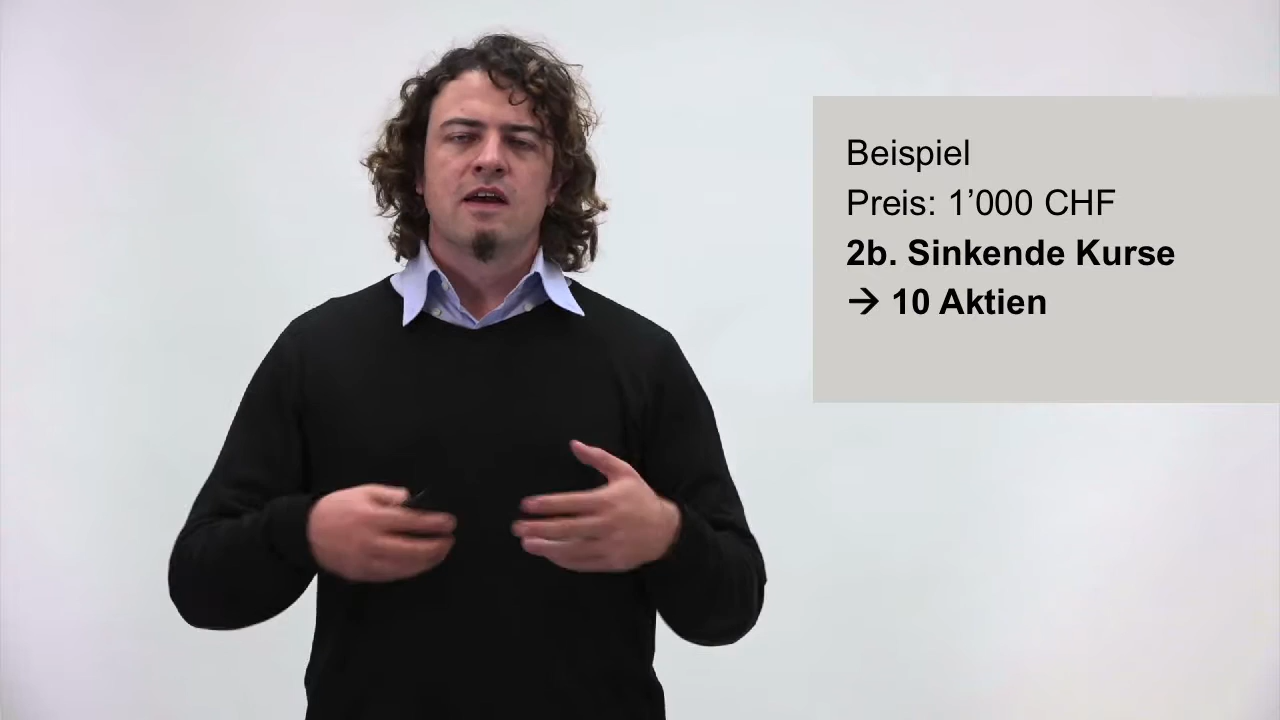 Beispiel
Preis: 1’000 CHF
2b. Sinkende Kurse
→ 10 Aktien